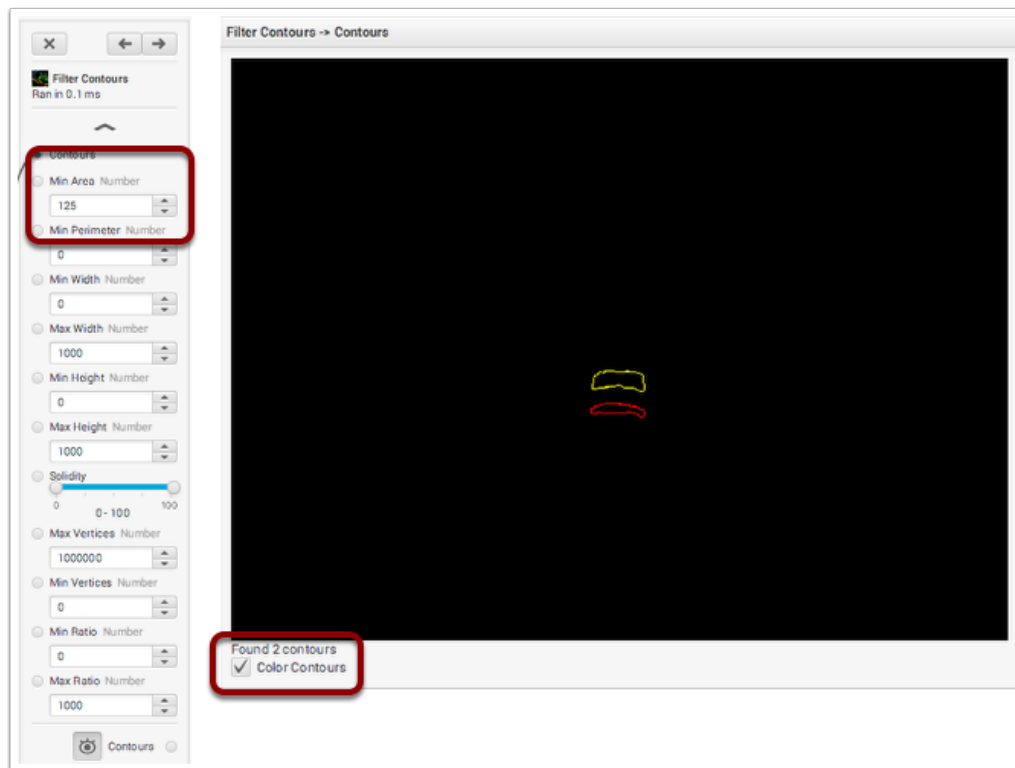 Filter Contours -> Contours
Filter Contours
Ran in 0.1 ms
Contours
Min Area Number
125
Min Perimeter Number
0
Min Width Number
0
Max Width Number
1000
Min Height Number
0
Max Height Number
1000
Solidity
0 100
0 - 100
Max Vertices Number
1000000
Min Vertices Number
0
Min Ratio Number
0
Max Ratio Number
1000
Contours
Found 2 contours
Color Contours